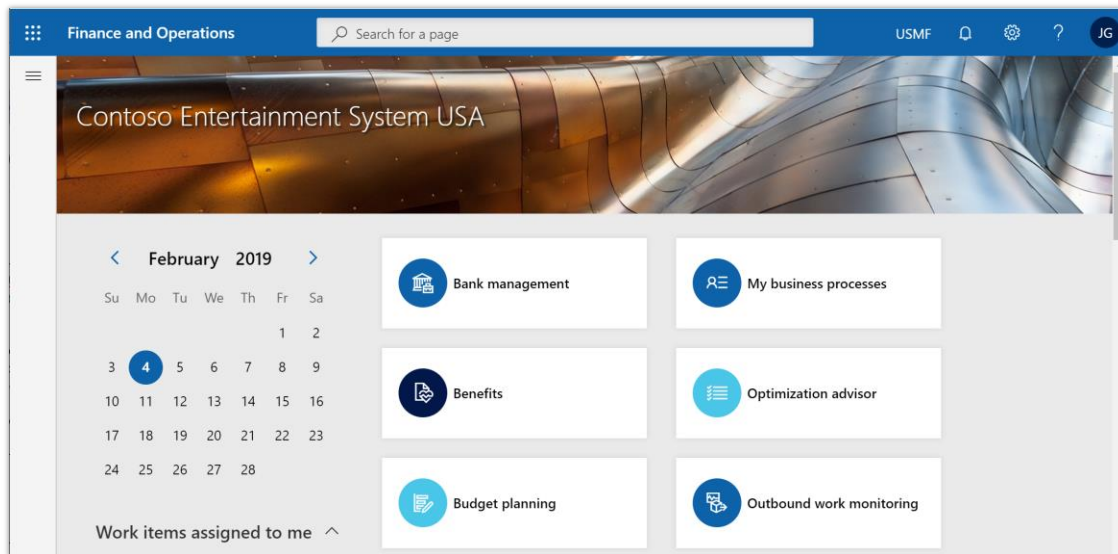 Finance and Operations
Search for a page
USMF
?
JG
Contoso Entertainment System USA
February 2019
Su Mo Tu We Th Fr Sa
1 2
3 4 5 6 7 8 9
10 11 12 13 14 15 16
17 18 19 20 21 22 23
24 25 26 27 28
Work items assigned to me
Bank management
My business processes
Benefits
Optimization advisor
Budget planning
Outbound work monitoring